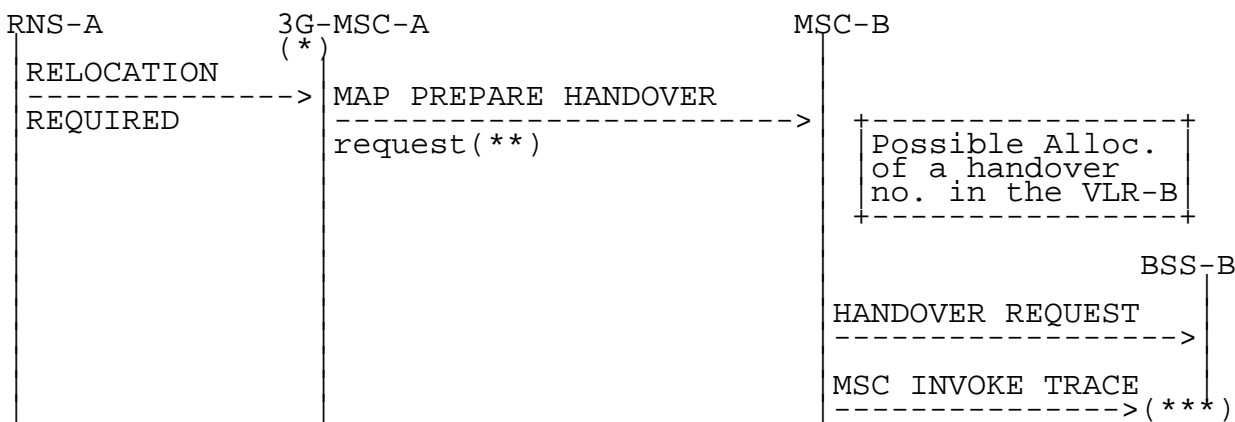 RNS-A 3G-MSC-A MSC-B
(*)
RELOCATION
-------------->
MAP PREPARE HANDOVER
REQUIRED
------------------------>
request(**)
+-----------------+
|Possible Alloc. |
|of a handover |
|no. in the VLR-B|
+-----------------+
BSS-B
HANDOVER REQUEST
------------------>
MSC INVOKE TRACE
--------------->(***)